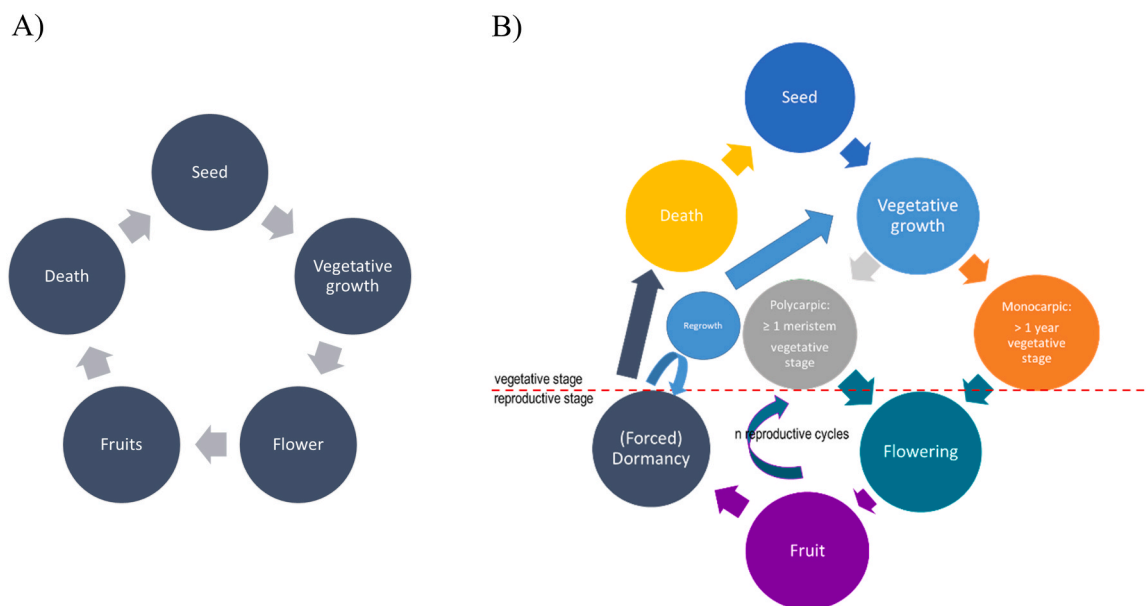 A)
Seed
Vegetative
growth
Flower
Fruits
Death
B)
Seed
Death
Vegetative
growth
Regrowth
Polycarpic:
≥ 1 meristem
vegetative
stage
Monocarpic:
> 1 year
vegetative
stage
vegetative stage
reproductive stage
(Forced)
Dormancy
n reproductive cycles
Flowering
Fruit